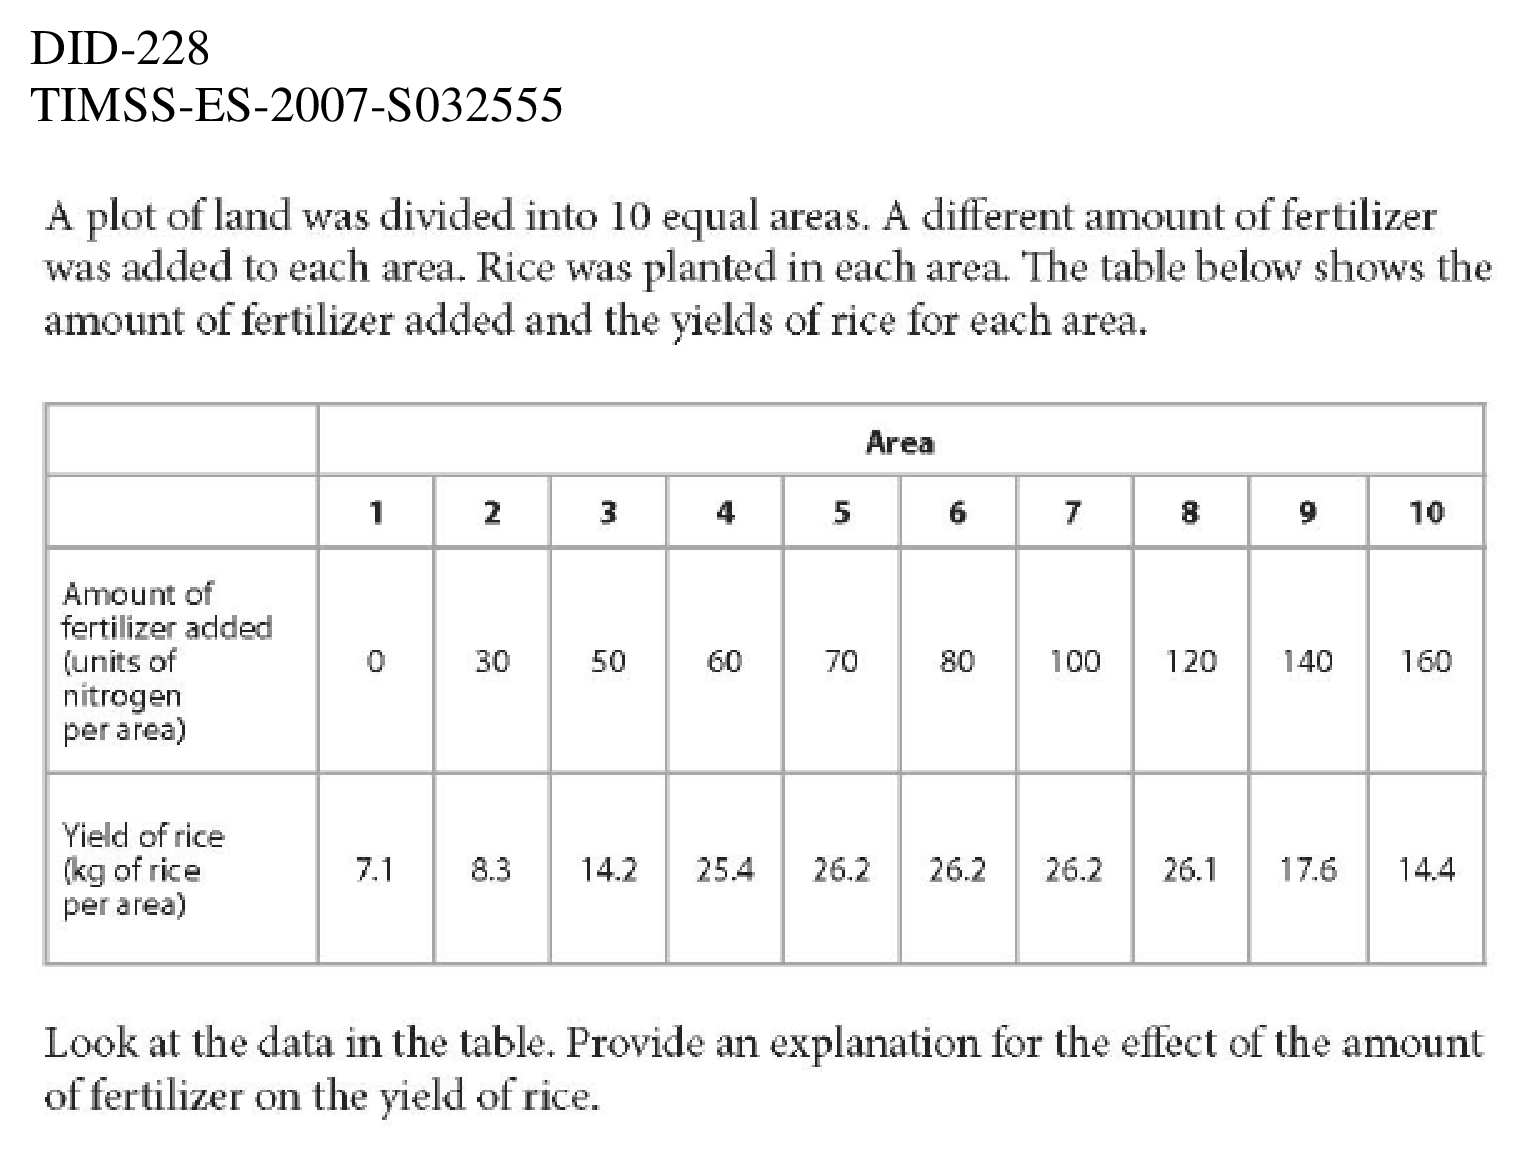 DID-228
TIMSS-ES-2007-S032555
A plot of land was divided into 10 equal areas. A different amount of fertilizer
was added to each area. Rice was planted in each area. The table below shows the
amount of fertilizer added and the yields of rice for each area.
Area
1 2 3 4 5 6 7 8 9 10
Amount of
fertilizer added
(units of
nitrogen
per area)
0 30 50 60 70 80 100 120 140 160
Yield of rice
(kg of rice
per area)
7.1 8.3 14.2 25.4 26.2 26.2 26.2 26.1 17.6 14.4
Look at the data in the table. Provide an explanation for the effect of the amount
of fertilizer on the yield of rice.